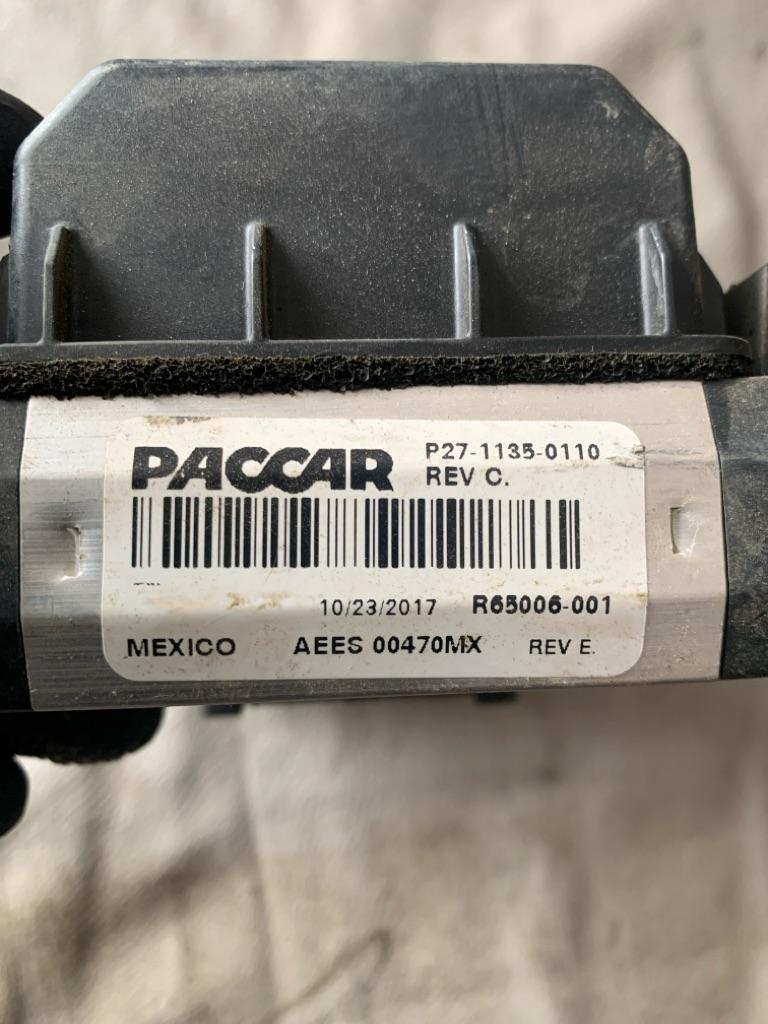 PACCAR P27-1135-0110
REV C.
10/23/2017 R65006-001
MEXICO AEES 00470MX REV E.